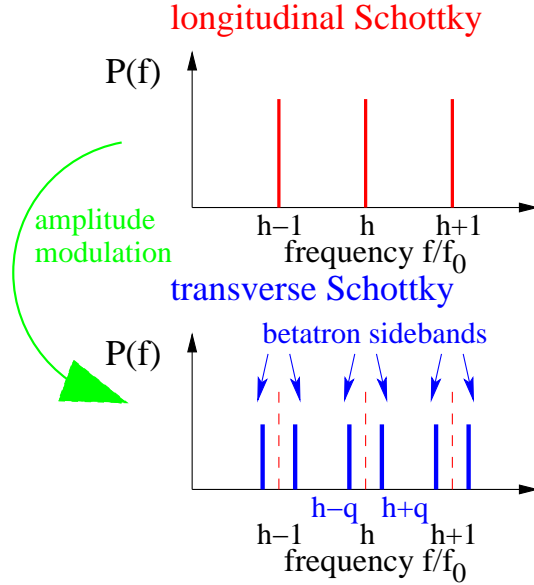 longitudinal Schottky
P(f)
h−1 h h+1
frequency f/f₀
amplitude
modulation
transverse Schottky
betatron sidebands
P(f)
h−q h+q
h−1 h h+1
frequency f/f₀